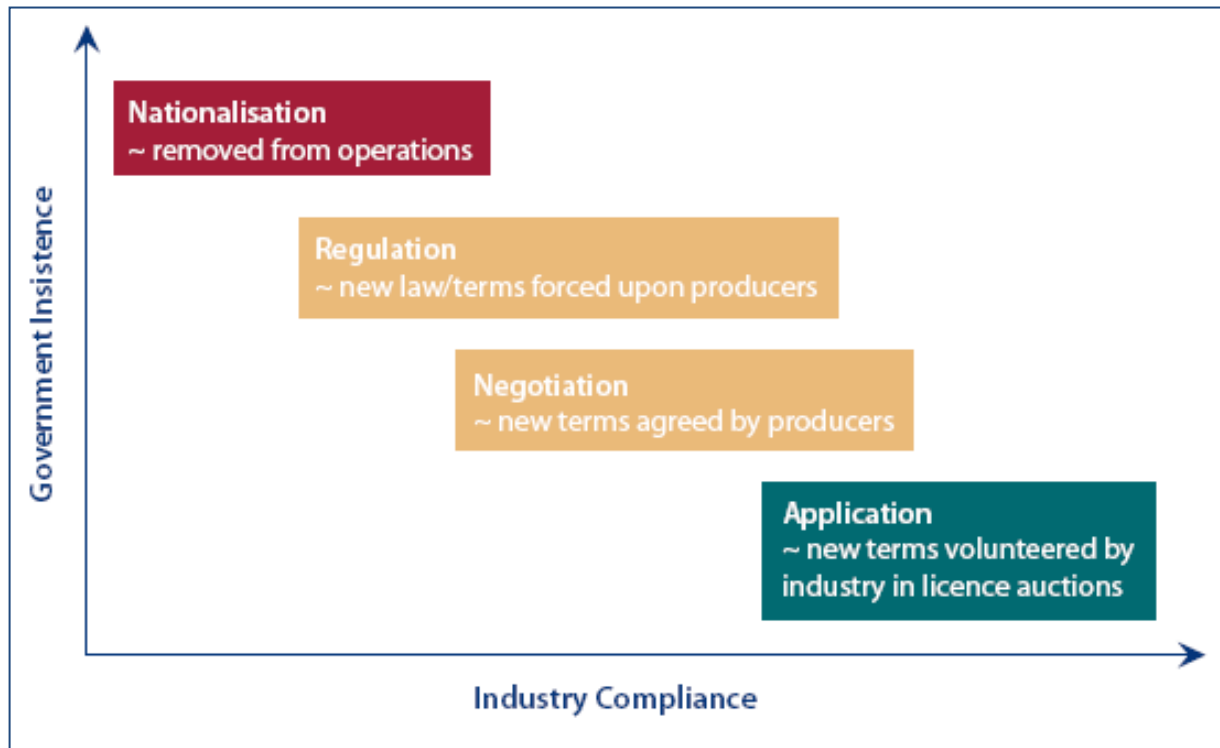 Government Insistence
Nationalisation
~ removed from operations
Regulation
~ new law/terms forced upon producers
Negotiation
~ new terms agreed by producers
Application
~ new terms volunteered by
industry in licence auctions
Industry Compliance